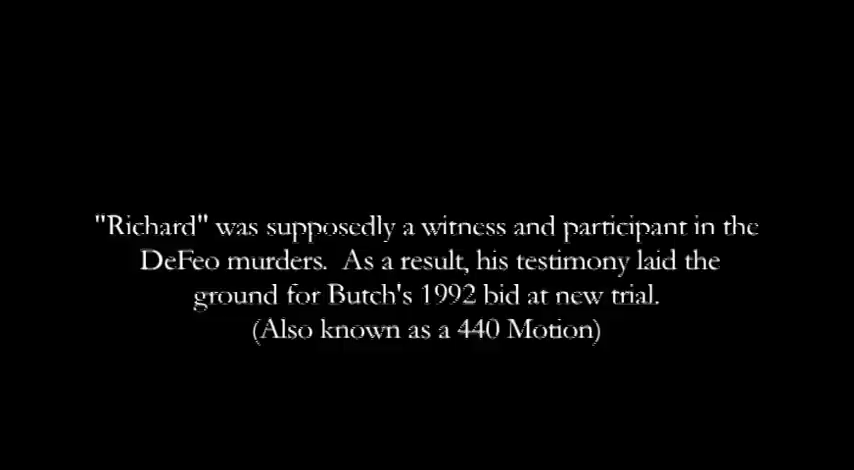 "Richard" was supposedly a witness and participant in the
DeFeo murders.  As a result, his testimony laid the
ground for Butch's 1992 bid at new trial.
(Also known as a 440 Motion)